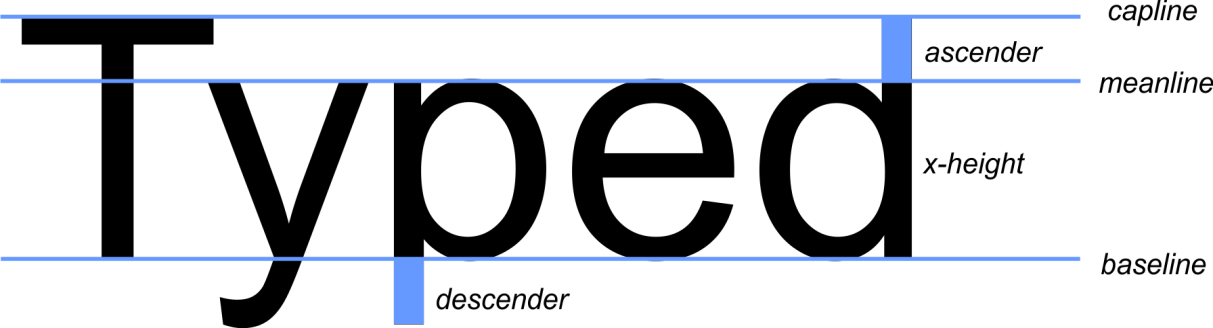 capline
ascender
meanline
Typed
x-height
baseline
descender